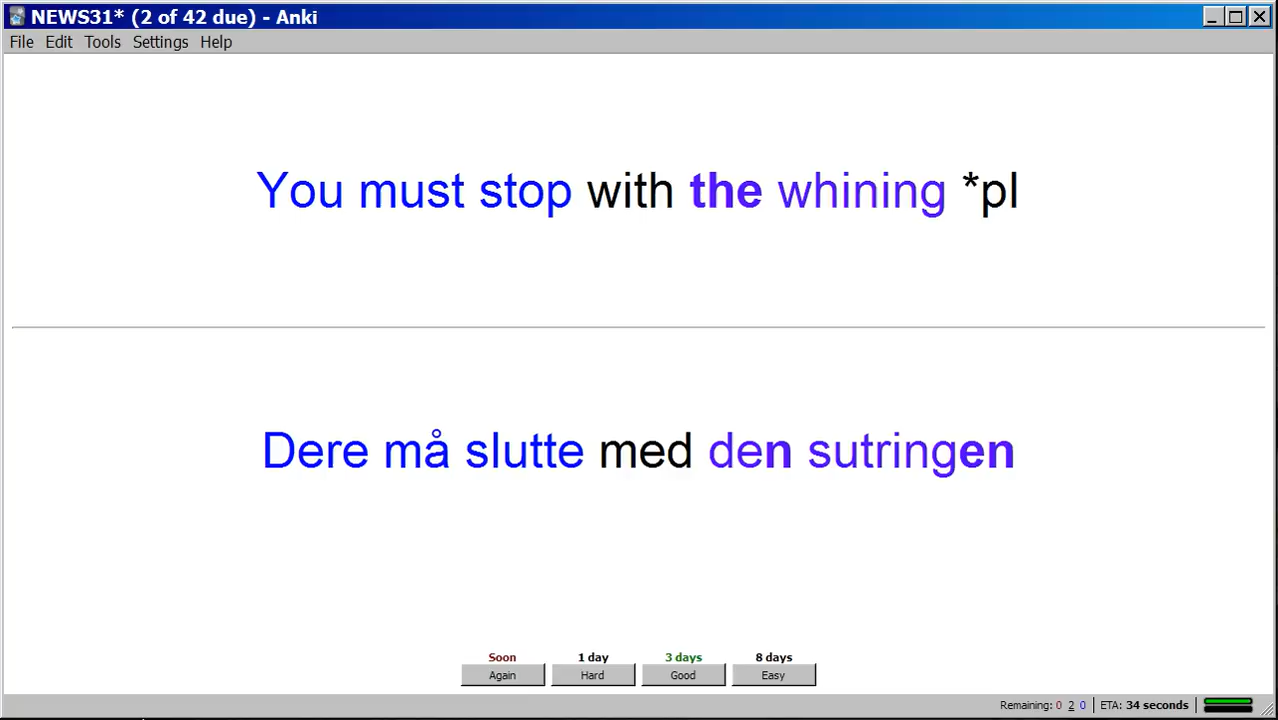 NEWS31* (2 of 42 due) - Anki
File Edit Tools Settings Help
You must stop with the whining *pl
Dere må slutte med den sutringen
Soon 1 day 3 days 8 days
Again Hard Good Easy
Remaining: 0 2 0 ETA: 34 seconds